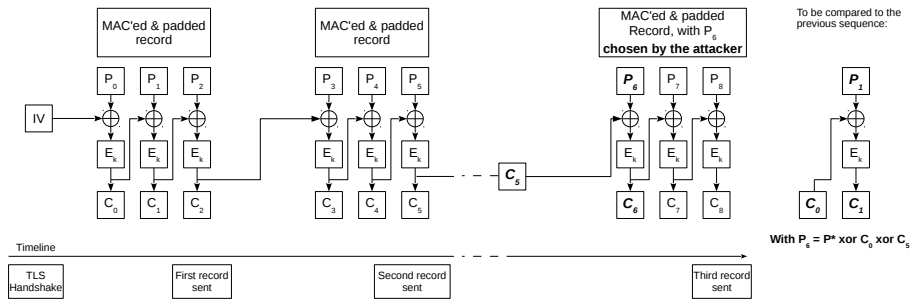 MAC'ed & padded
record
MAC'ed & padded
record
MAC'ed & padded
Record, with P6
chosen by the attacker
To be compared to the
previous sequence:
P0 P1 P2 P3 P4 P5 P6 P7 P8 P1
IV
Ek Ek Ek Ek Ek Ek Ek Ek Ek Ek
C5
C0 C1 C2 C3 C4 C5 C6 C7 C8 C0 C1
With P6 = P* xor C0 xor C5
Timeline
TLS
Handshake
First record
sent
Second record
sent
Third record
sent